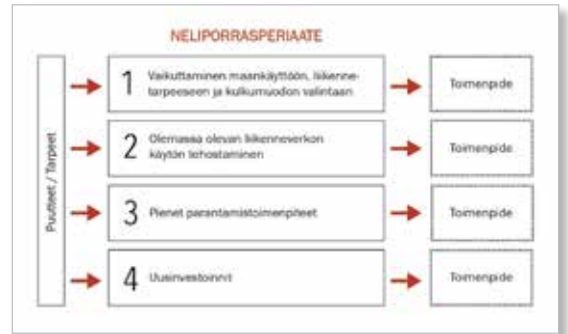 NELIPORRASPERIAATE
Puutteet / Tarpeet
1 Vaikuttaminen maankäyttöön, liikenne-
tarpeeseen ja kulkumuodon valintaan
Toimenpide
2 Olemassa olevan liikenneverkon
käytön tehostaminen
Toimenpide
3 Pienet parantamistoimenpiteet
Toimenpide
4 Uusinvestoinnit
Toimenpide